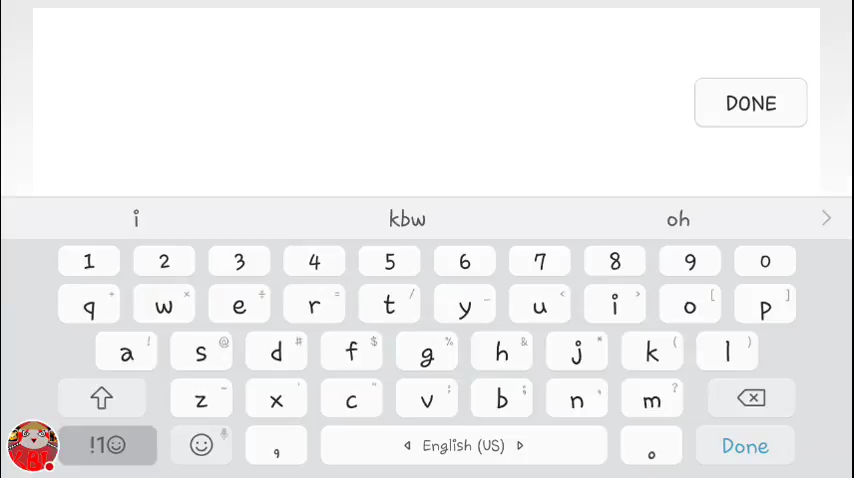 DONE
i kbw oh >
1 2 3 4 5 6 7 8 9 0
q + w × e ÷ r = t / y _ u < i > o [ p ]
a ! s @ d # f $ g % h & j * k ( l )
z - x ' c " v : b ; n , m ?
!1☺ , English (US) . Done